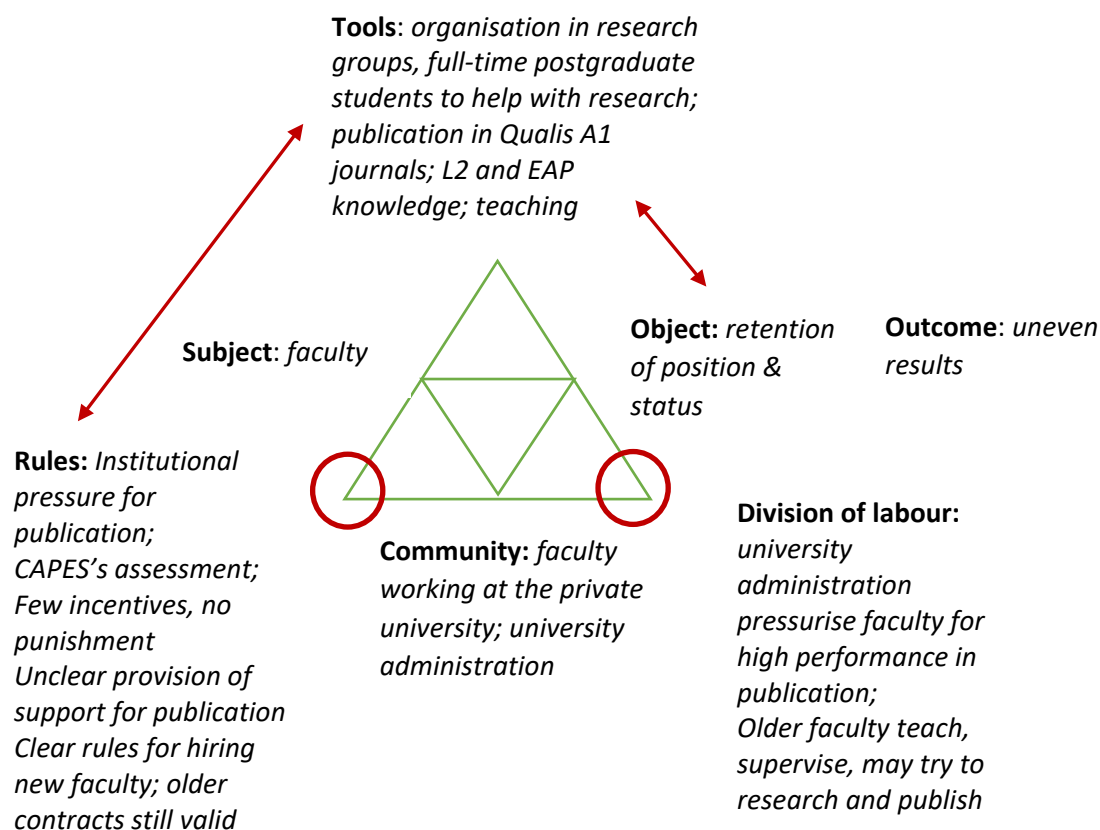 Tools: organisation in research
groups, full-time postgraduate
students to help with research;
publication in Qualis A1
journals; L2 and EAP
knowledge; teaching
Subject: faculty
Object: retention
of position &
status
Outcome: uneven
results
Rules: Institutional
pressure for
publication;
CAPES’s assessment;
Few incentives, no
punishment
Unclear provision of
support for publication
Clear rules for hiring
new faculty; older
contracts still valid
Community: faculty
working at the private
university; university
administration
Division of labour:
university
administration
pressurise faculty for
high performance in
publication;
Older faculty teach,
supervise, may try to
research and publish